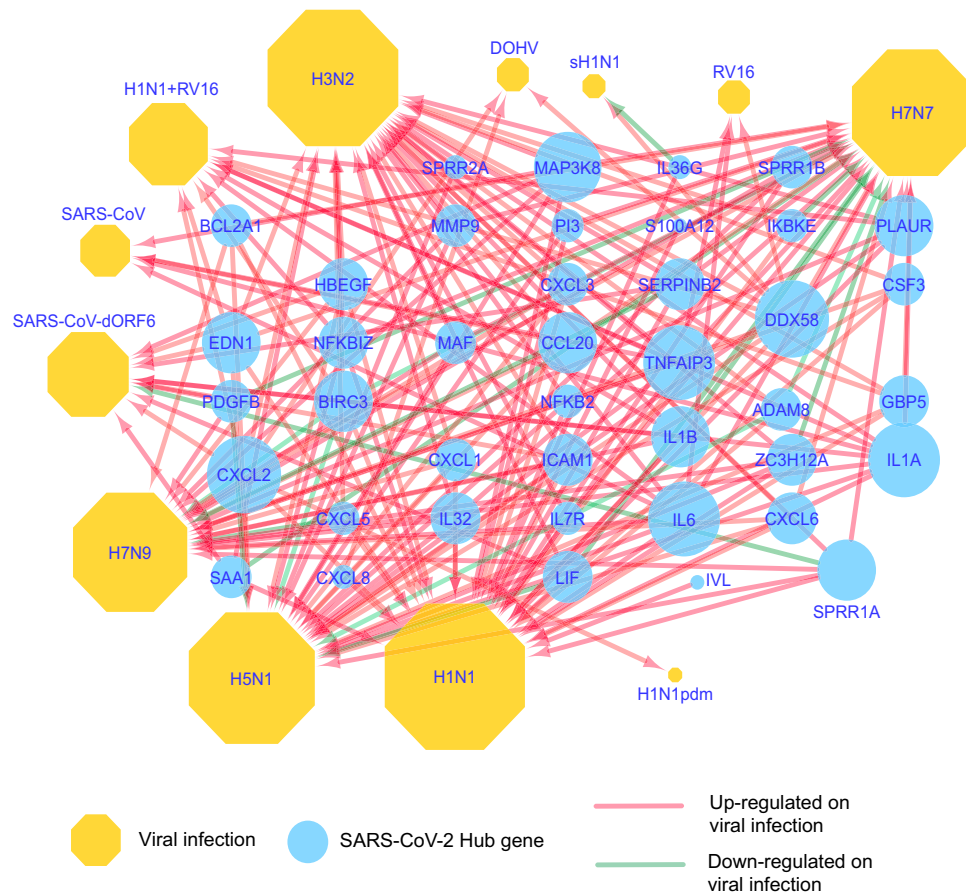 DOHV
sH1N1
RV16
H3N2
H1N1+RV16
H7N7
SPRR2A
MAP3K8
IL36G
SPRR1B
SARS-CoV
BCL2A1
MMP9
PI3
S100A12
IKBKE
PLAUR
HBEGF
CXCL3
SERPINB2
CSF3
SARS-CoV-dORF6
EDN1
NFKBIZ
MAF
CCL20
TNFAIP3
DDX58
PDGFB
BIRC3
NFKB2
ADAM8
GBP5
IL1B
CXCL2
CXCL1
ICAM1
ZC3H12A
IL1A
CXCL5
IL32
IL7R
IL6
CXCL6
H7N9
SAA1
CXCL8
LIF
IVL
SPRR1A
H5N1
H1N1
H1N1pdm
Viral infection
SARS-CoV-2 Hub gene
Up-regulated on
viral infection
Down-regulated on
viral infection